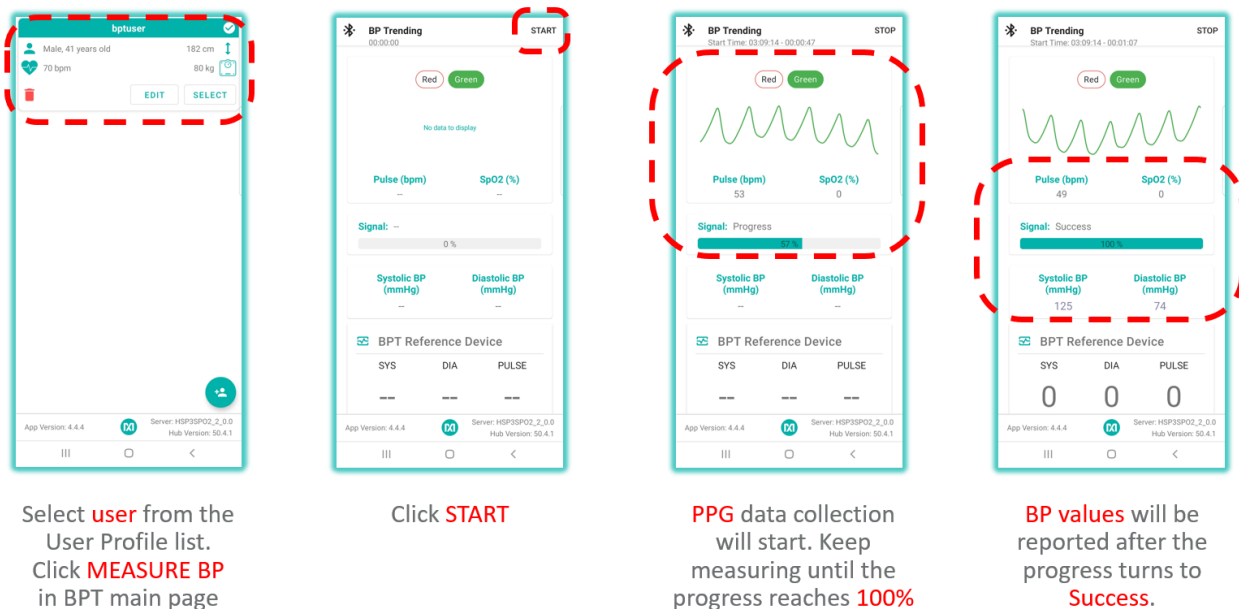 bptuser
Male, 41 years old 182 cm
70 bpm 80 kg
EDIT SELECT
App Version: 4.4.4
Server: HSP3SPO2_2_0.0
Hub Version: 50.4.1
Select user from the
User Profile list.
Click MEASURE BP
in BPT main page
BP Trending START
00:00:00
Red Green
No data to display
Pulse (bpm) SpO2 (%)
-- --
Signal: --
0 %
Systolic BP Diastolic BP
(mmHg) (mmHg)
-- --
BPT Reference Device
SYS DIA PULSE
-- -- --
App Version: 4.4.4
Server: HSP3SPO2_2_0.0
Hub Version: 50.4.1
Click START
BP Trending STOP
Start Time: 03:09:14 - 00:00:47
Red Green
Pulse (bpm) SpO2 (%)
53 0
Signal: Progress
57 %
Systolic BP Diastolic BP
(mmHg) (mmHg)
-- --
BPT Reference Device
SYS DIA PULSE
-- -- --
App Version: 4.4.4
Server: HSP3SPO2_2_0.0
Hub Version: 50.4.1
PPG data collection
will start. Keep
measuring until the
progress reaches 100%
BP Trending STOP
Start Time: 03:09:14 - 00:01:07
Red Green
Pulse (bpm) SpO2 (%)
49 0
Signal: Success
100 %
Systolic BP Diastolic BP
(mmHg) (mmHg)
125 74
BPT Reference Device
SYS DIA PULSE
0 0 0
App Version: 4.4.4
Server: HSP3SPO2_2_0.0
Hub Version: 50.4.1
BP values will be
reported after the
progress turns to
Success.